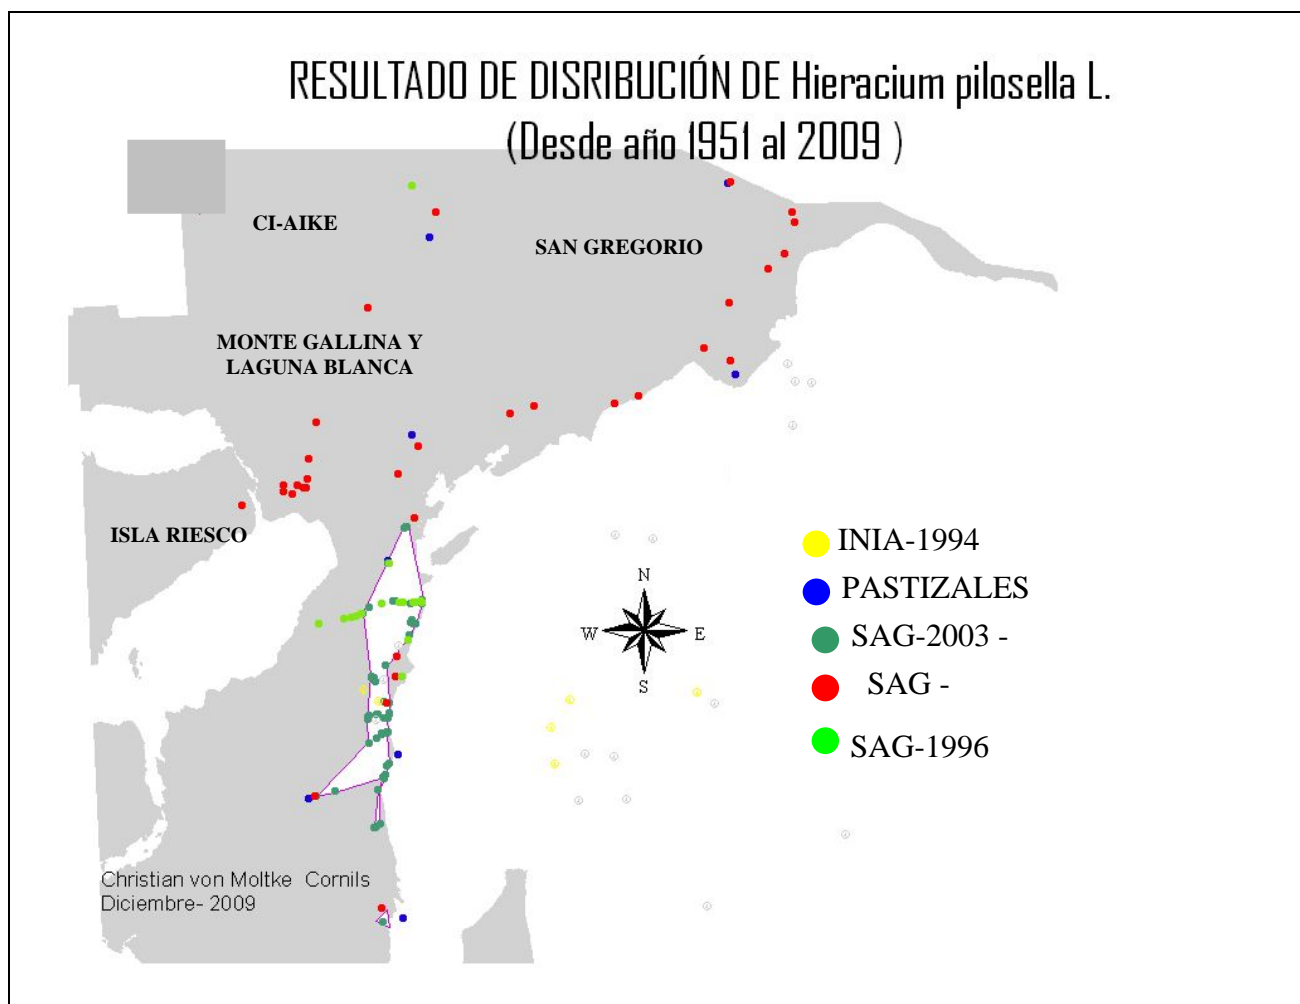 RESULTADO DE DISRIBUCIÓN DE Hieracium pilosella L.
(Desde año 1951 al 2009 )
CI-AIKE
SAN GREGORIO
MONTE GALLINA Y
LAGUNA BLANCA
ISLA RIESCO
INIA-1994
PASTIZALES
SAG-2003 -
SAG -
SAG-1996
N
W
E
S
Christian von Moltke Cornils
Diciembre- 2009